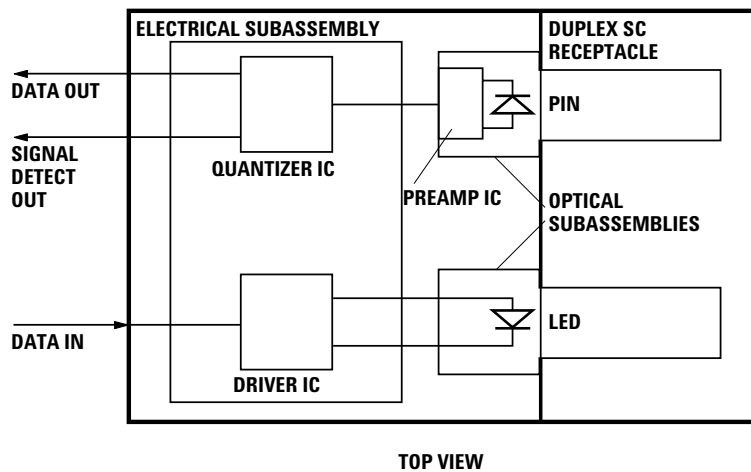 ELECTRICAL SUBASSEMBLY
DUPLEX SC
RECEPTACLE
DATA OUT
PIN
SIGNAL
DETECT
OUT
QUANTIZER IC
PREAMP IC
OPTICAL
SUBASSEMBLIES
DATA IN
LED
DRIVER IC
TOP VIEW